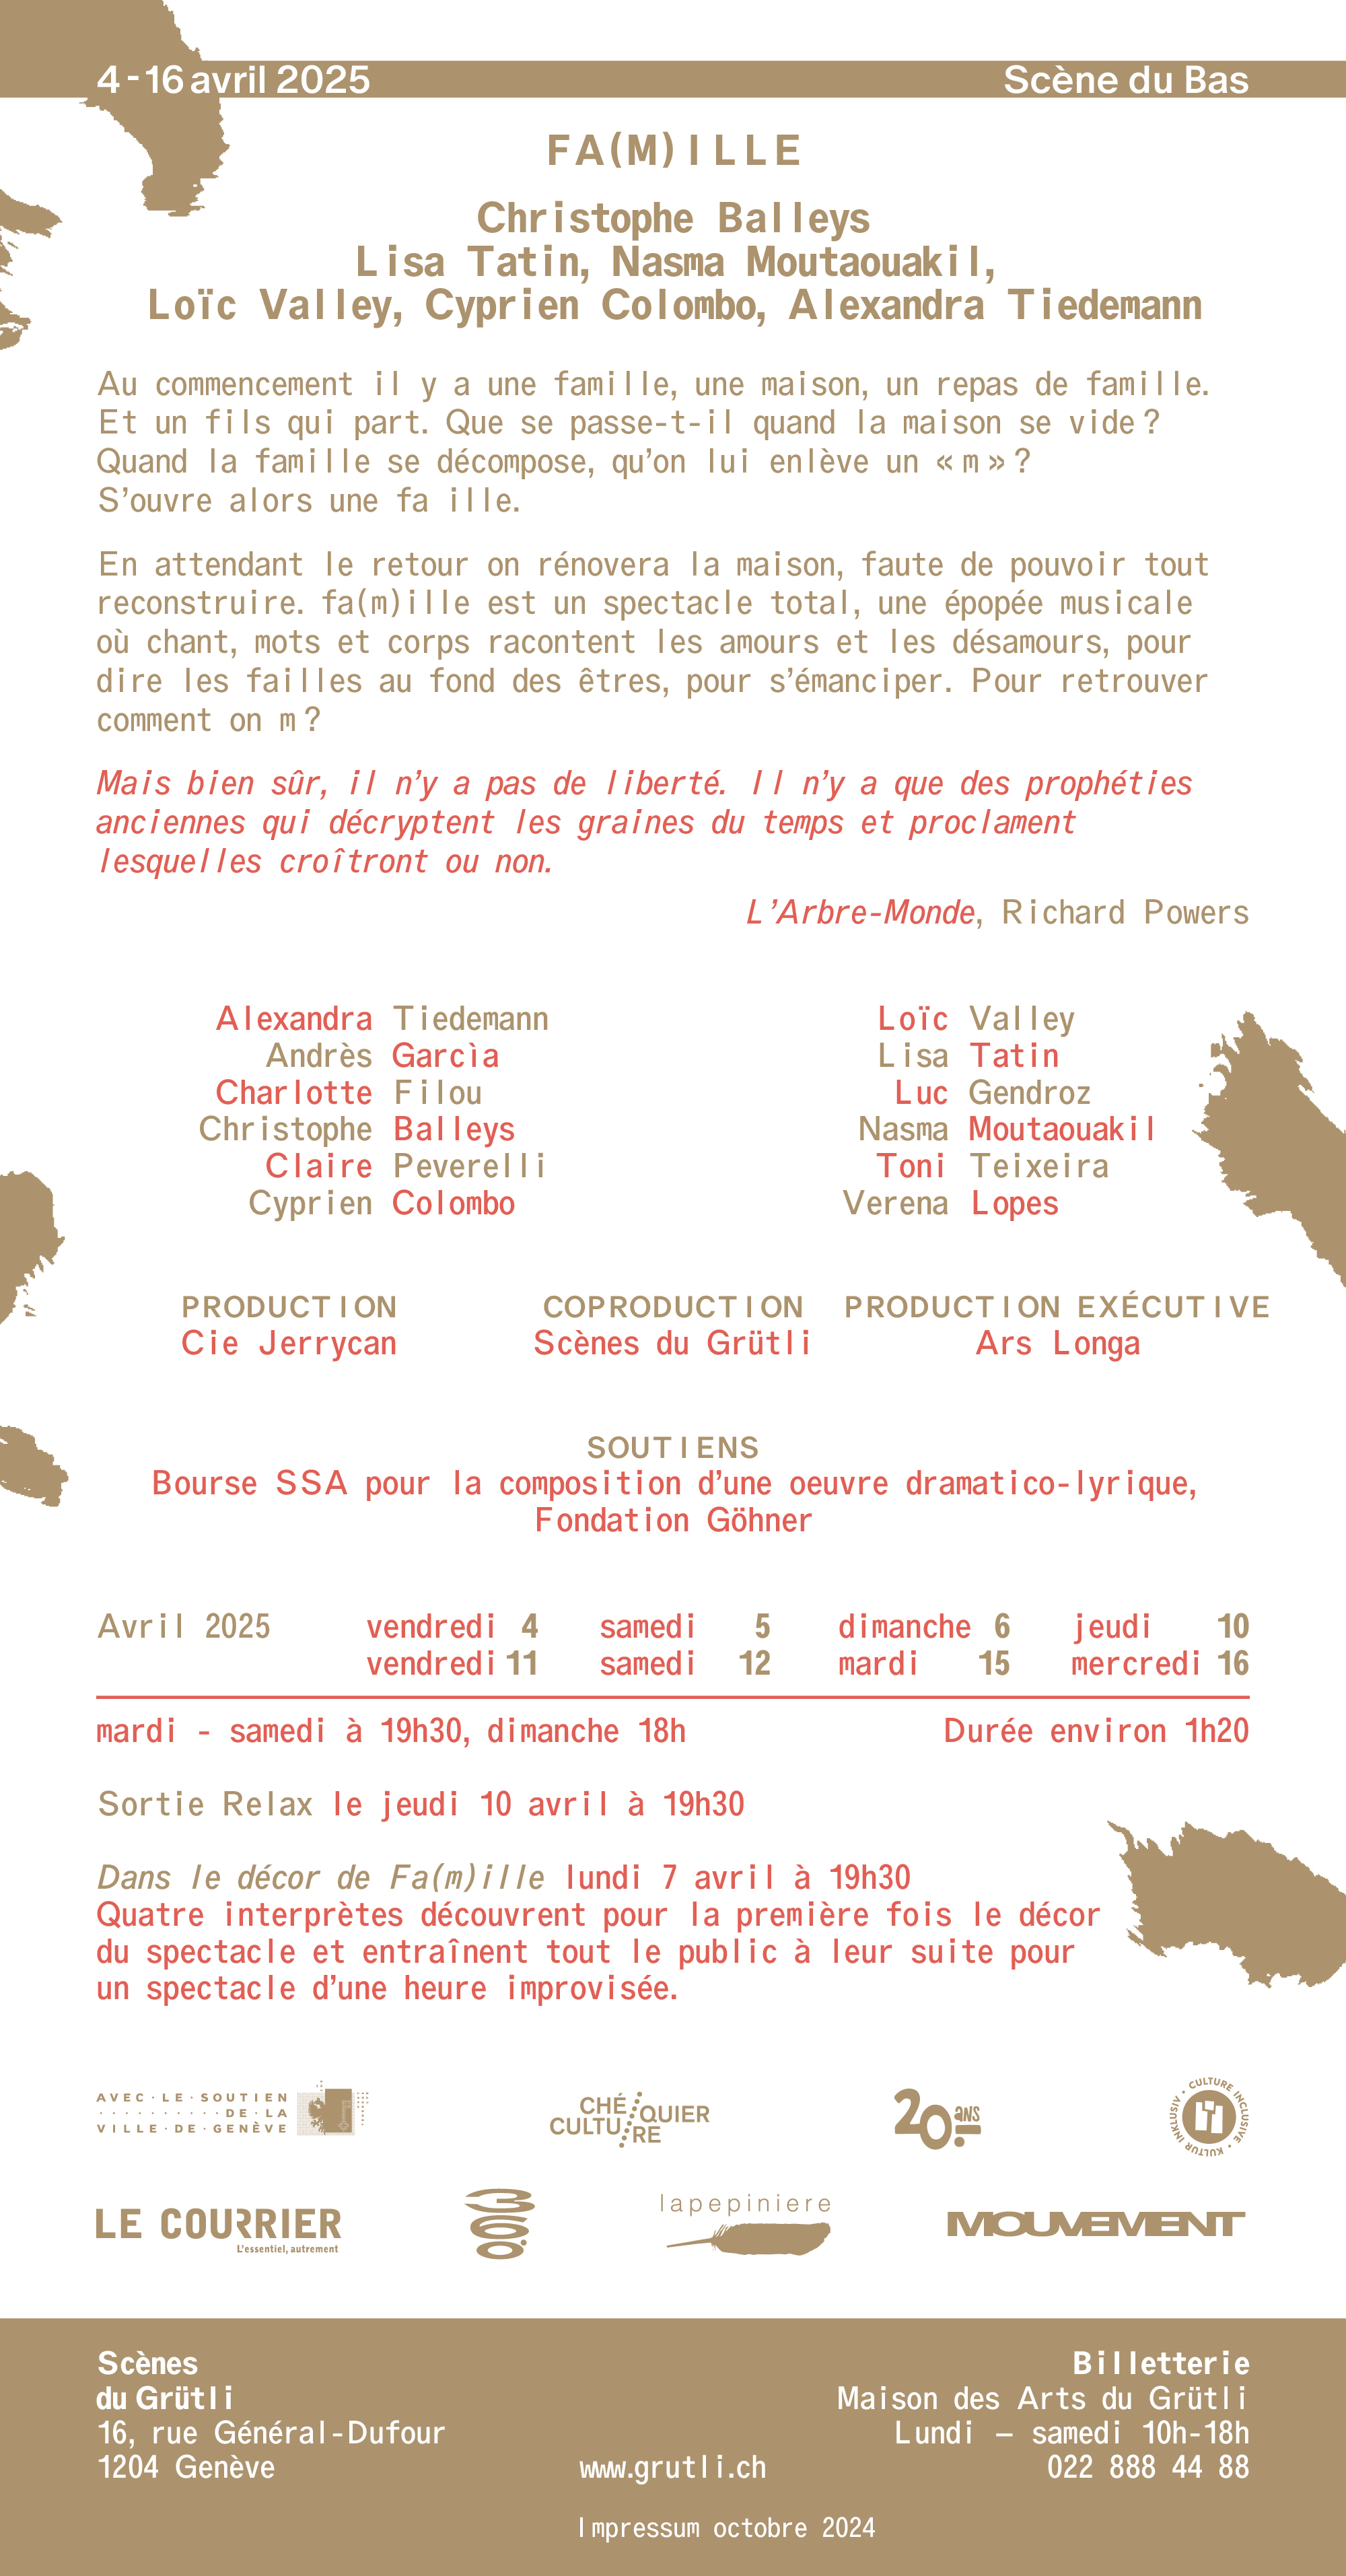 4-16 avril 2025 Scène du Bas
FA(M)ILLE
Christophe Balleys
Lisa Tatin, Nasma Moutaouakil,
Loïc Valley, Cyprien Colombo, Alexandra Tiedemann
Au commencement il y a une famille, une maison, un repas de famille.
Et un fils qui part. Que se passe-t-il quand la maison se vide ?
Quand la famille se décompose, qu’on lui enlève un « m » ?
S’ouvre alors une fa ille.
En attendant le retour on rénovera la maison, faute de pouvoir tout
reconstruire. fa(m)ille est un spectacle total, une épopée musicale
où chant, mots et corps racontent les amours et les désamours, pour
dire les failles au fond des êtres, pour s’émanciper. Pour retrouver
comment on m ?
Mais bien sûr, il n’y a pas de liberté. Il n’y a que des prophéties
anciennes qui décryptent les graines du temps et proclament
lesquelles croîtront ou non.
L’Arbre-Monde, Richard Powers
Alexandra Tiedemann
Andrès Garcìa
Charlotte Filou
Christophe Balleys
Claire Peverelli
Cyprien Colombo
Loïc Valley
Lisa Tatin
Luc Gendroz
Nasma Moutaouakil
Toni Teixeira
Verena Lopes
PRODUCTION
Cie Jerrycan
COPRODUCTION
Scènes du Grütli
PRODUCTION EXÉCUTIVE
Ars Longa
SOUTIENS
Bourse SSA pour la composition d’une oeuvre dramatico-lyrique,
Fondation Göhner
Avril 2025 vendredi 4 samedi 5 dimanche 6 jeudi 10
vendredi 11 samedi 12 mardi 15 mercredi 16
mardi - samedi à 19h30, dimanche 18h Durée environ 1h20
Sortie Relax le jeudi 10 avril à 19h30
Dans le décor de Fa(m)ille lundi 7 avril à 19h30
Quatre interprètes découvrent pour la première fois le décor
du spectacle et entraînent tout le public à leur suite pour
un spectacle d’une heure improvisée.
AVEC·LE·SOUTIEN
DE·LA
VILLE·DE·GENÈVE
CHÉQUIER
CULTURE
20 ANS
CULTURE INCLUSIVE • KULTUR INKLUSIV •
LE COURRIER
L’essentiel, autrement
300
lapepiniere
MOUVEMENT
Scènes
du Grütli
16, rue Général-Dufour
1204 Genève
www.grutli.ch
Billetterie
Maison des Arts du Grütli
Lundi – samedi 10h-18h
022 888 44 88
Impressum octobre 2024